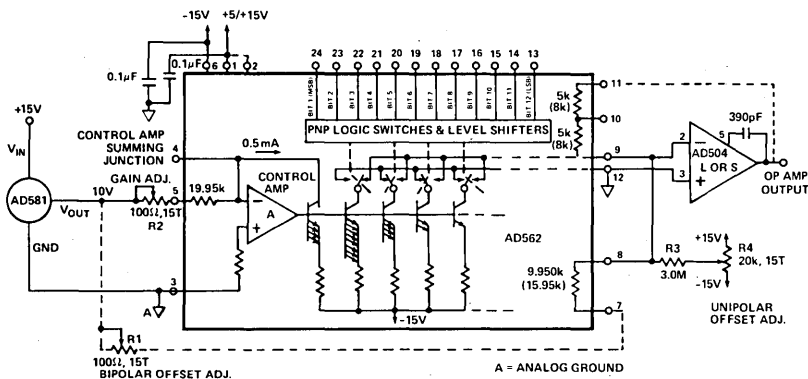 -15V
+5/+15V
0.1μF
0.1μF
6
1
2
24
23
22
21
20
19
18
17
16
15
14
13
BIT 1 (MSB)
BIT 2
BIT 3
BIT 4
BIT 5
BIT 6
BIT 7
BIT 8
BIT 9
BIT 10
BIT 11
BIT 12 (LSB)
PNP LOGIC SWITCHES & LEVEL SHIFTERS
+15V
VIN
AD581
GND
10V
VOUT
CONTROL AMP
SUMMING
JUNCTION
4
0.5mA
GAIN ADJ.
5
100Ω, 15T
R2
19.95k
CONTROL
AMP
-
A
+
3
A
R1
100Ω, 15T
BIPOLAR OFFSET ADJ.
-15V
AD562
5k
(8k)
5k
(8k)
11
10
9
12
8
7
9.950k
(15.95k)
390pF
5
2
-
AD504
L OR S
3
+
OP AMP
OUTPUT
R3
3.0M
+15V
R4
20k, 15T
-15V
UNIPOLAR
OFFSET ADJ.
A = ANALOG GROUND